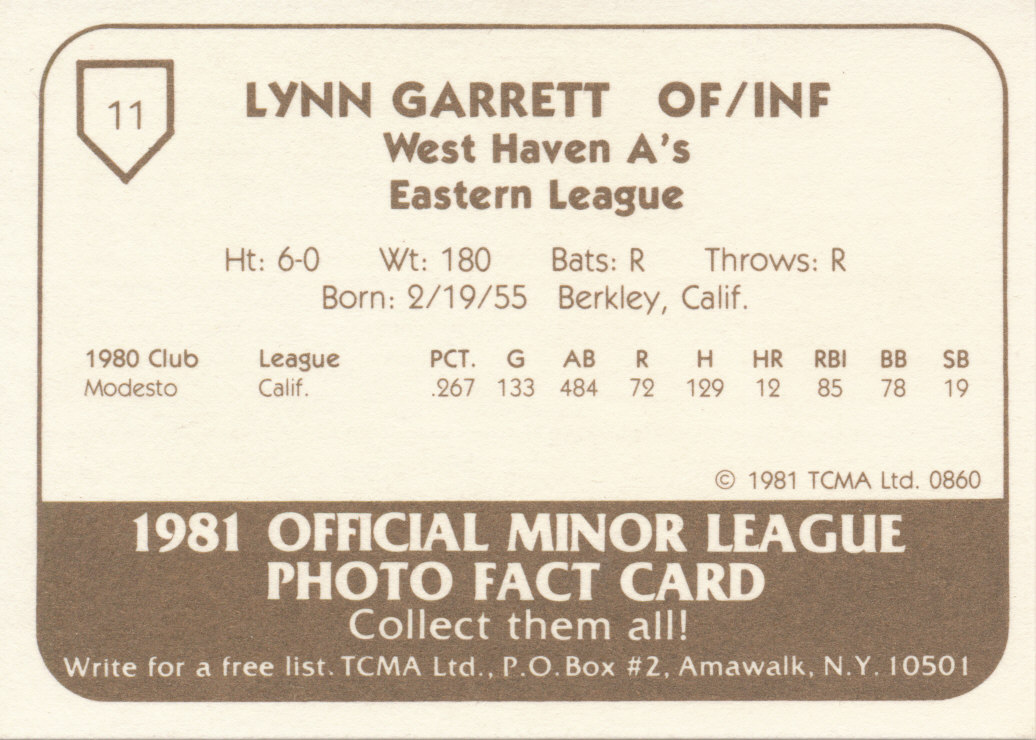 11
LYNN GARRETT OF/INF
West Haven A's
Eastern League
Ht: 6-0 Wt: 180 Bats: R Throws: R
Born: 2/19/55 Berkley, Calif.
1980 Club League PCT. G AB R H HR RBI BB SB
Modesto Calif. .267 133 484 72 129 12 85 78 19
© 1981 TCMA Ltd. 0860
1981 OFFICIAL MINOR LEAGUE
PHOTO FACT CARD
Collect them all!
Write for a free list. TCMA Ltd., P.O. Box #2, Amawalk, N.Y. 10501